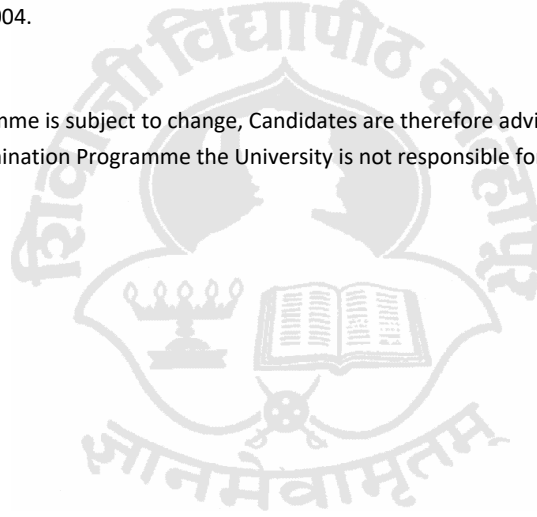 004.
शिवाजी विद्यापीठ कोल्हापूर
mme is subject to change, Candidates are therefore advi
ination Programme the University is not responsible for
ज्ञानमेवामृतम्